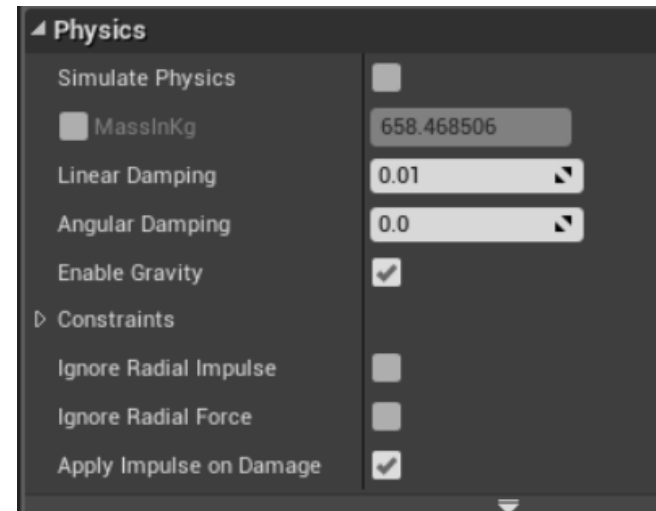 Physics
Simulate Physics
MassInKg 658.468506
Linear Damping 0.01
Angular Damping 0.0
Enable Gravity
Constraints
Ignore Radial Impulse
Ignore Radial Force
Apply Impulse on Damage